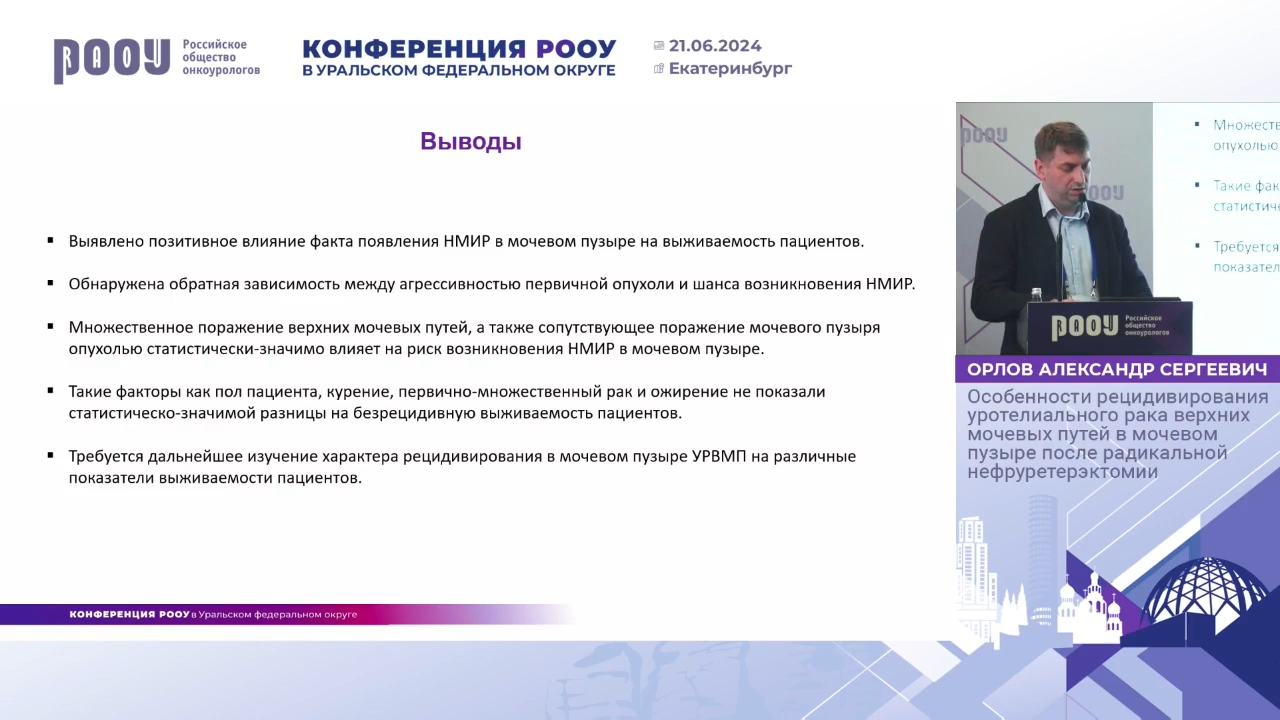 РООУ
Российское
общество
онкоурологов
КОНФЕРЕНЦИЯ РООУ
В УРАЛЬСКОМ ФЕДЕРАЛЬНОМ ОКРУГЕ
21.06.2024
Екатеринбург
Выводы
▪ Выявлено позитивное влияние факта появления НМИР в мочевом пузыре на выживаемость пациентов.
▪ Обнаружена обратная зависимость между агрессивностью первичной опухоли и шанса возникновения НМИР.
▪ Множественное поражение верхних мочевых путей, а также сопутствующее поражение мочевого пузыря
опухолью статистически-значимо влияет на риск возникновения НМИР в мочевом пузыре.
▪ Такие факторы как пол пациента, курение, первично-множественный рак и ожирение не показали
статистическо-значимой разницы на безрецидивную выживаемость пациентов.
▪ Требуется дальнейшее изучение характера рецидивирования в мочевом пузыре УРВМП на различные
показатели выживаемости пациентов.
КОНФЕРЕНЦИЯ РООУ в Уральском федеральном округе
РООУ
РООУ
▪ Множеств
опухолью
▪ Такие фак
статистиче
▪ Требуется
показател
РООУ
Российское
общество
онкоурологов
ОРЛОВ АЛЕКСАНДР СЕРГЕЕВИЧ
Особенности рецидивирования
уротелиального рака верхних
мочевых путей в мочевом
пузыре после радикальной
нефруретерэктомии